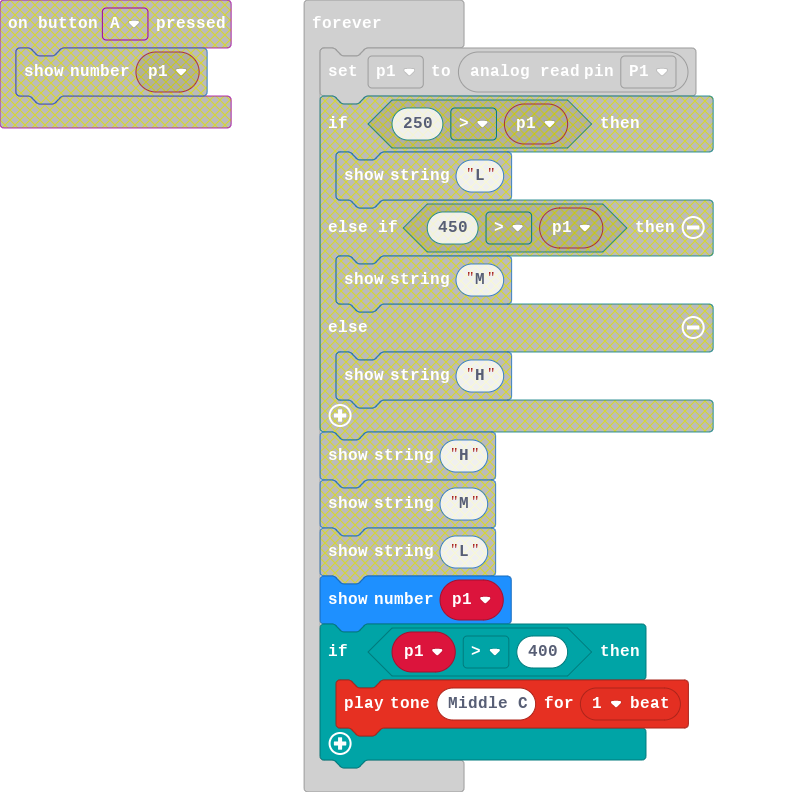 on button A pressed
show number p1
forever
set p1 to analog read pin P1
if 250 > p1 then
show string "L"
else if 450 > p1 then
show string "M"
else
show string "H"
show string "H"
show string "M"
show string "L"
show number p1
if p1 > 400 then
play tone Middle C for 1 beat